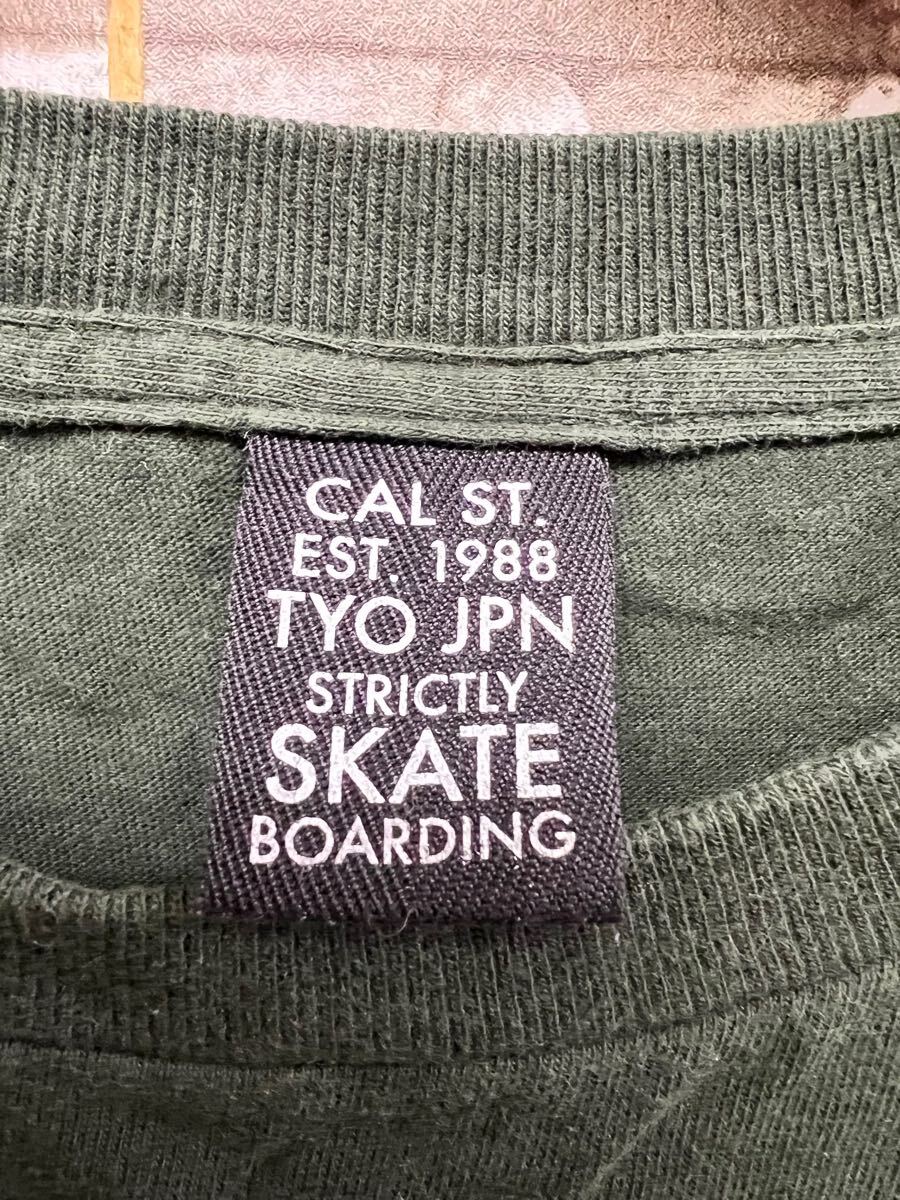 CAL ST.
EST. 1988
TYO JPN
STRICTLY
SKATE
BOARDING